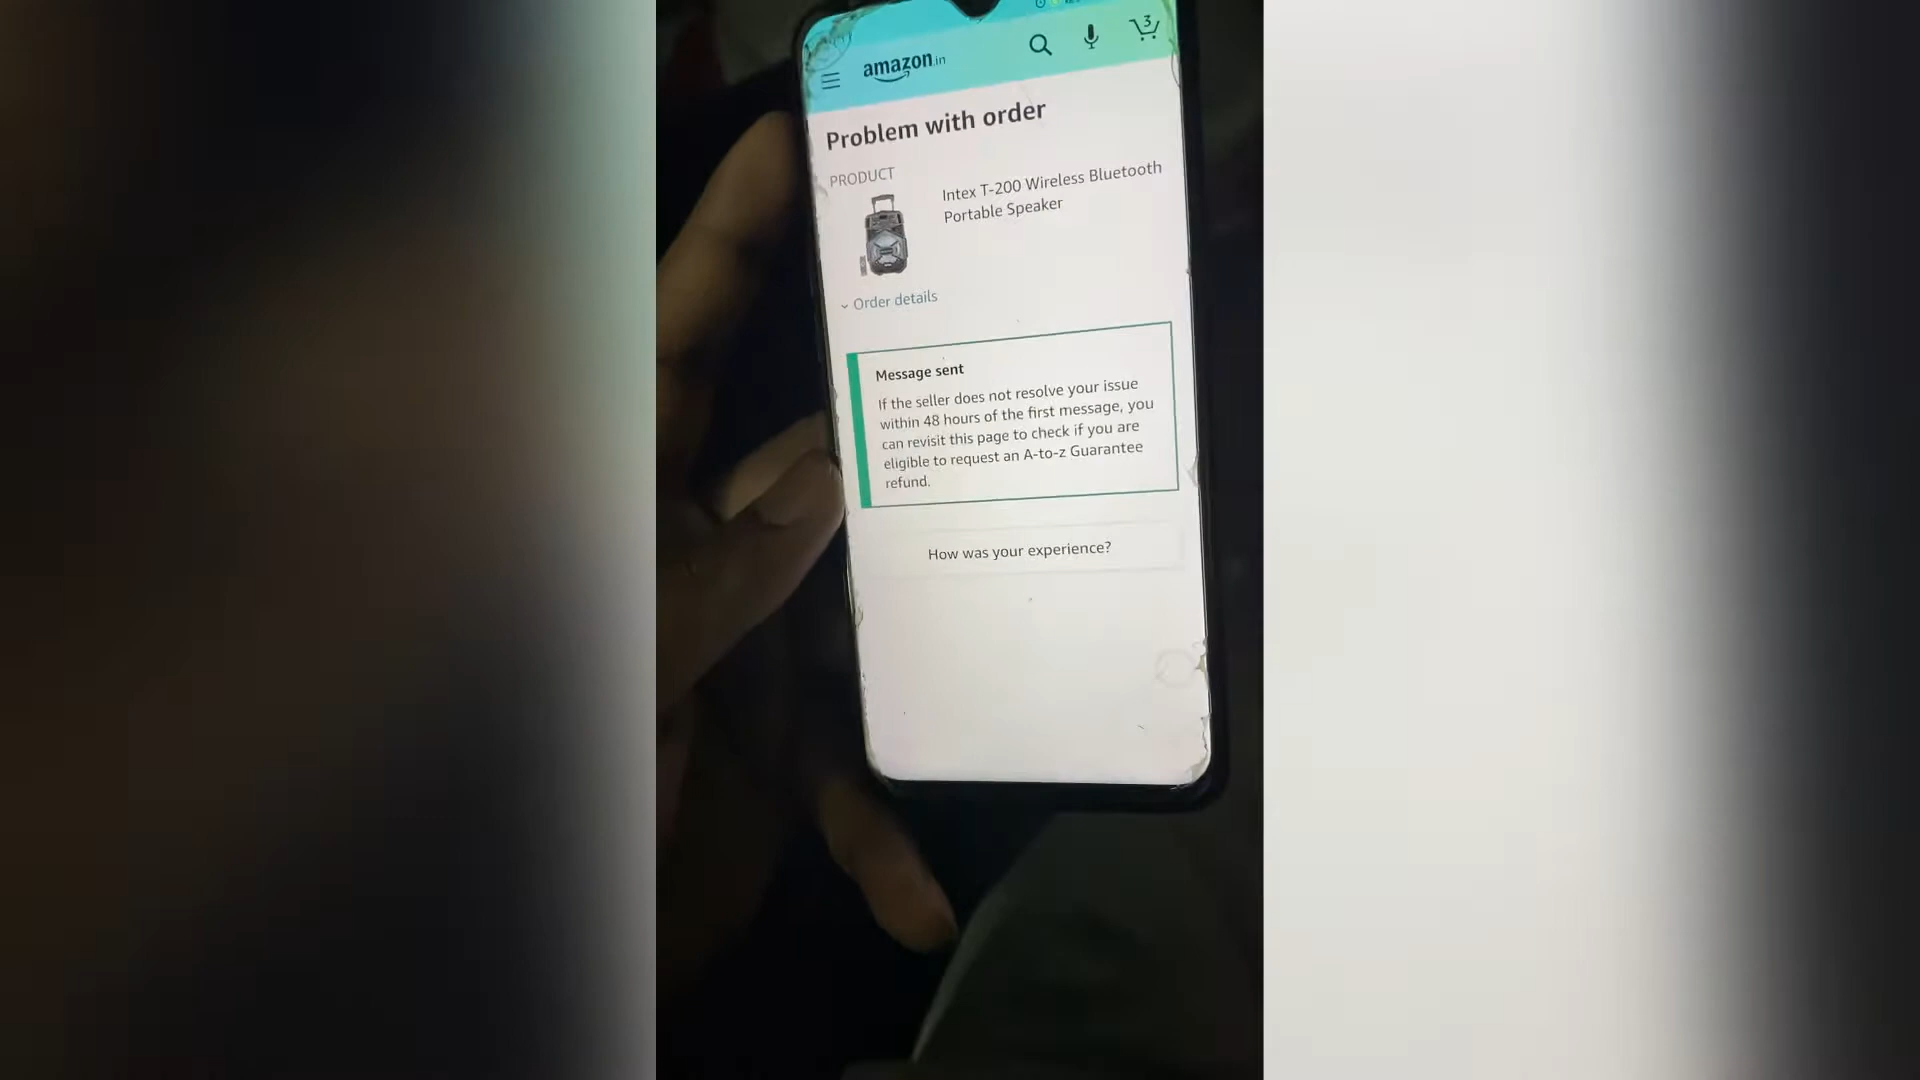 amazon.in
3
Problem with order
PRODUCT
Intex T-200 Wireless Bluetooth
Portable Speaker
Order details
Message sent
If the seller does not resolve your issue
within 48 hours of the first message, you
can revisit this page to check if you are
eligible to request an A-to-z Guarantee
refund.
How was your experience?